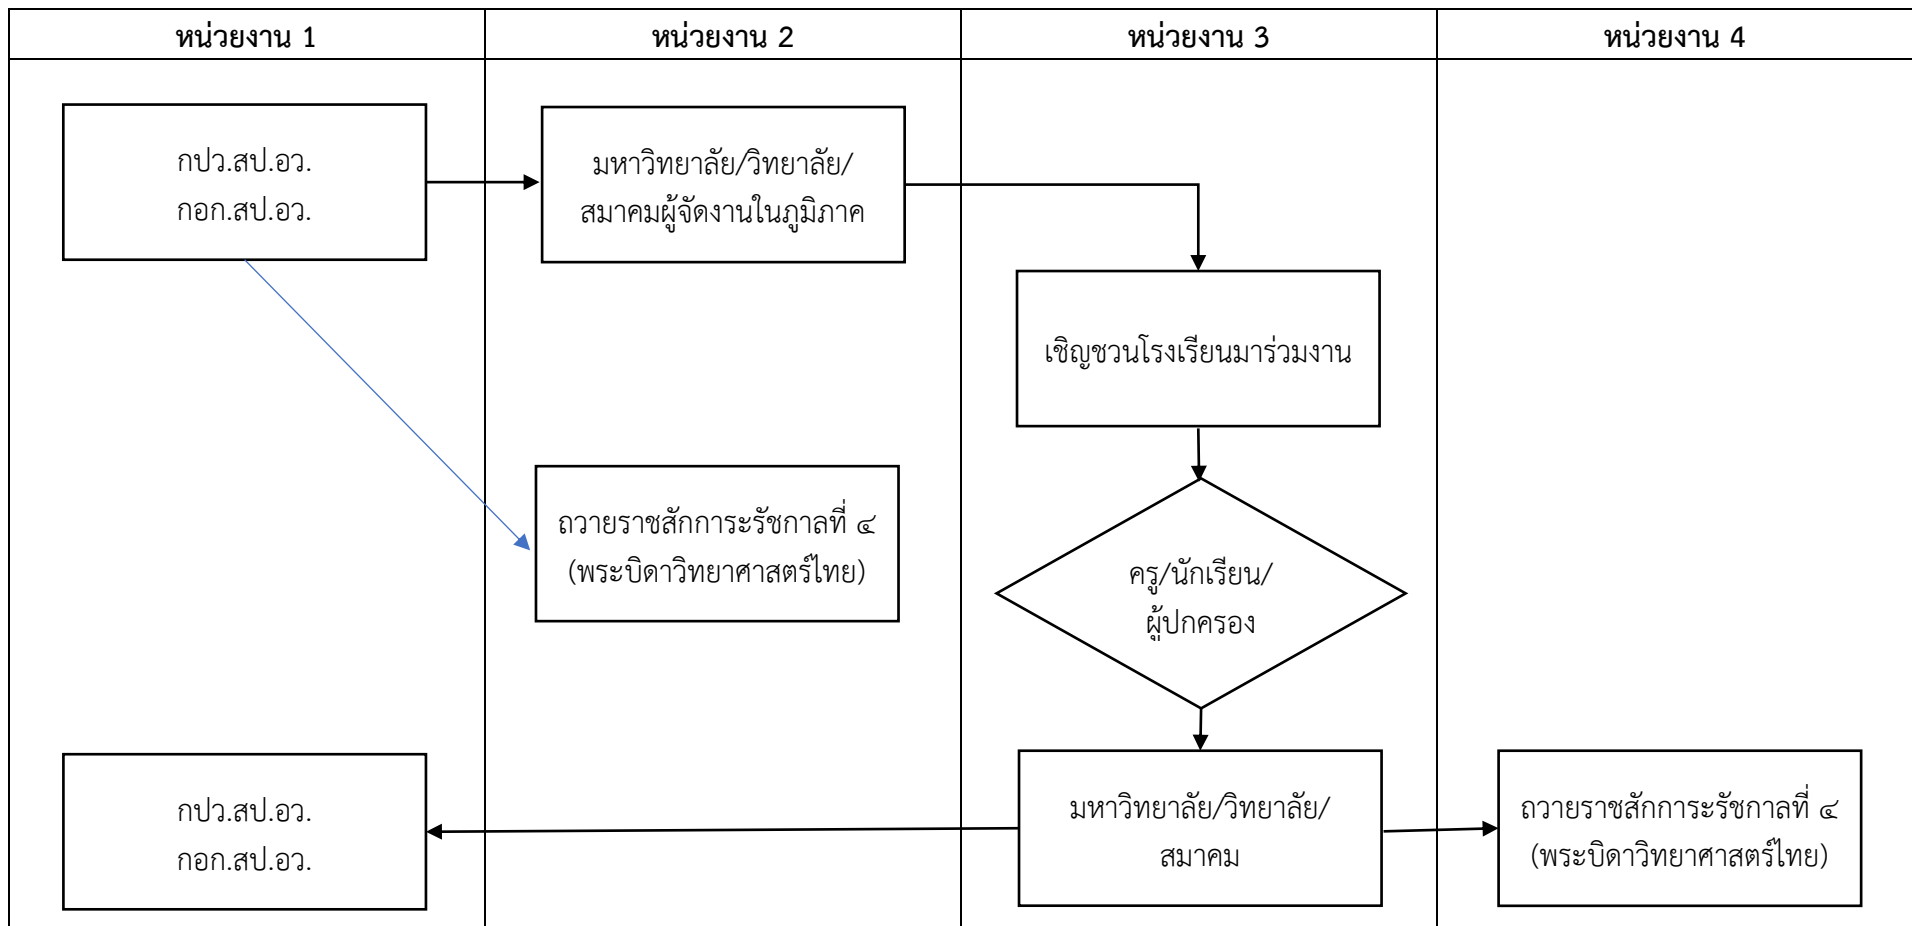 หน่วยงาน 1
หน่วยงาน 2
หน่วยงาน 3
หน่วยงาน 4
กปว.สป.อว.
กอก.สป.อว.
มหาวิทยาลัย/วิทยาลัย/
สมาคมผู้จัดงานในภูมิภาค
เชิญชวนโรงเรียนมาร่วมงาน
ถวายราชสักการะรัชกาลที่ ๔
(พระบิดาวิทยาศาสตร์ไทย)
ครู/นักเรียน/
ผู้ปกครอง
กปว.สป.อว.
กอก.สป.อว.
มหาวิทยาลัย/วิทยาลัย/
สมาคม
ถวายราชสักการะรัชกาลที่ ๔
(พระบิดาวิทยาศาสตร์ไทย)